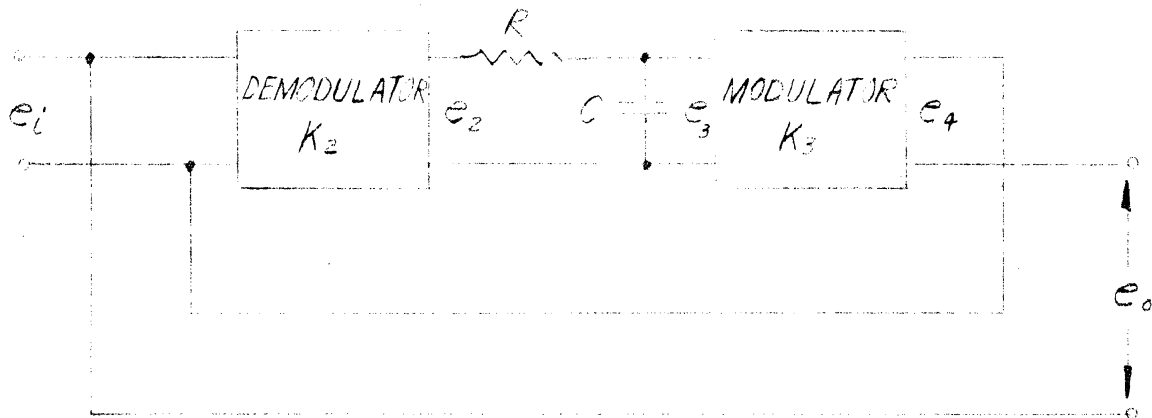 R
eᵢ
DEMODULATOR
K₂
e₂
C
e₃
MODULATOR
K₃
e₄
e₀